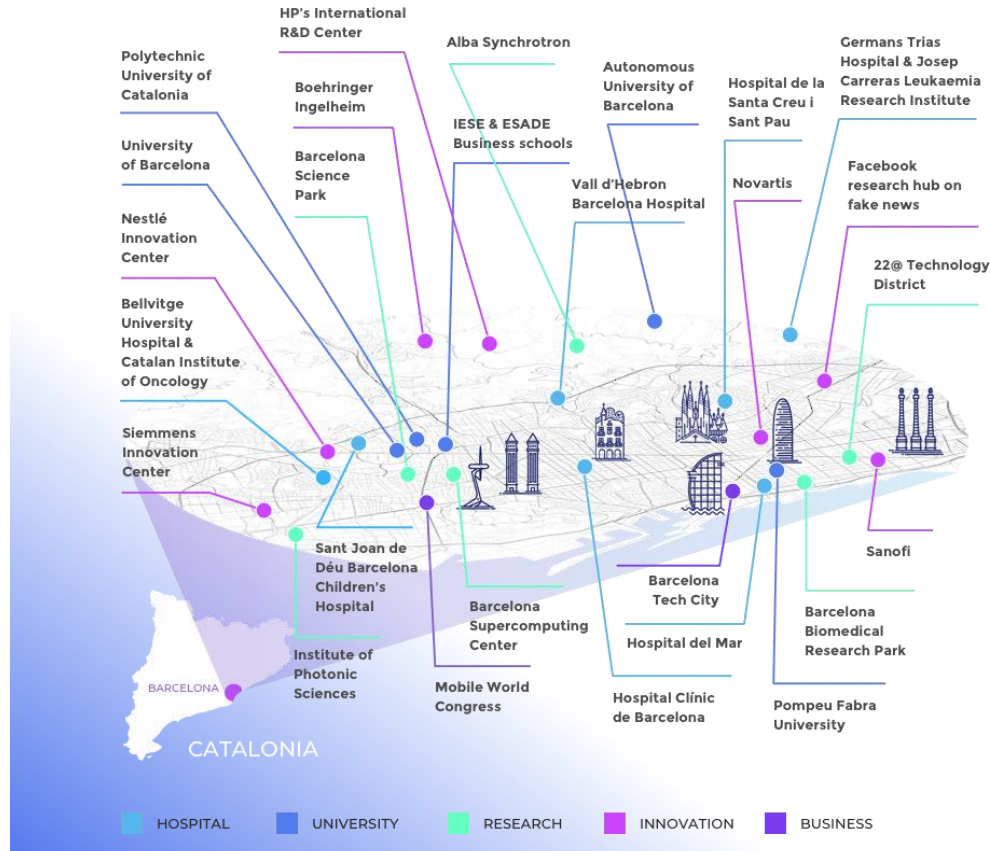 HP's International
R&D Center
Alba Synchrotron
Germans Trias
Hospital & Josep
Carreras Leukaemia
Research Institute
Polytechnic
University of
Catalonia
Boehringer
Ingelheim
Autonomous
University of
Barcelona
Hospital de la
Santa Creu i
Sant Pau
IESE & ESADE
Business schools
University
of Barcelona
Barcelona
Science
Park
Vall d'Hebron
Barcelona Hospital
Novartis
Facebook
research hub on
fake news
Nestlé
Innovation
Center
22@ Technology
District
Bellvitge
University
Hospital &
Catalan Institute
of Oncology
Siemmens
Innovation
Center
Sant Joan de
Déu Barcelona
Children's
Hospital
Sanofi
Barcelona
Tech City
Barcelona
Supercomputing
Center
Barcelona
Biomedical
Research Park
Hospital del Mar
Institute of
Photonic
Sciences
Mobile World
Congress
Hospital Clínic
de Barcelona
Pompeu Fabra
University
BARCELONA
CATALONIA
HOSPITAL
UNIVERSITY
RESEARCH
INNOVATION
BUSINESS